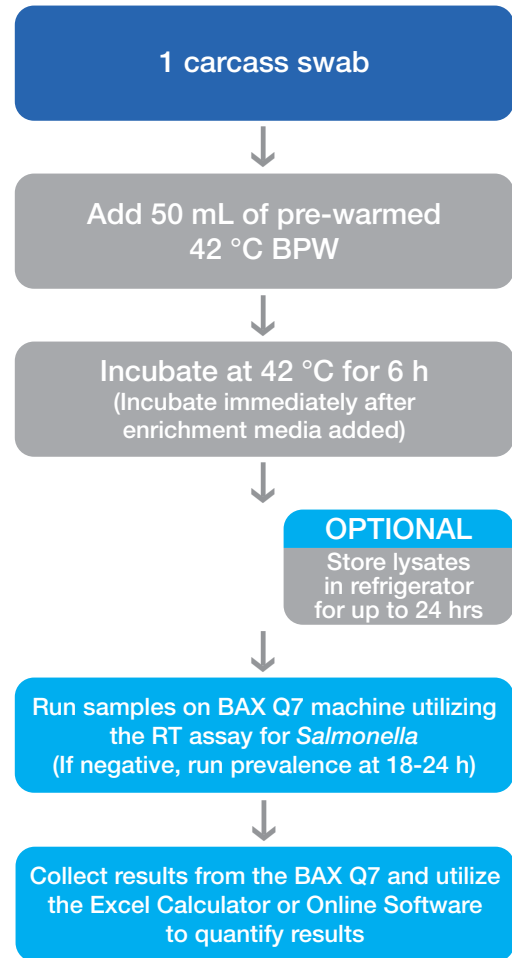 1 carcass swab
Add 50 mL of pre-warmed
42 °C BPW
Incubate at 42 °C for 6 h
(Incubate immediately after
enrichment media added)
OPTIONAL
Store lysates
in refrigerator
for up to 24 hrs
Run samples on BAX Q7 machine utilizing
the RT assay for Salmonella
(If negative, run prevalence at 18-24 h)
Collect results from the BAX Q7 and utilize
the Excel Calculator or Online Software
to quantify results